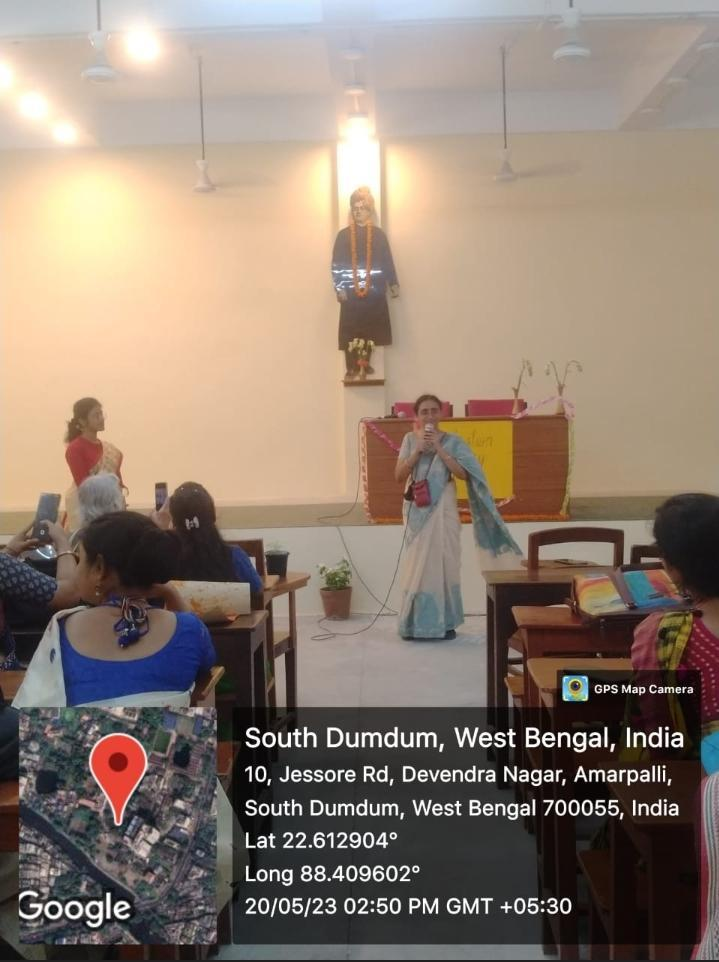 GPS Map Camera
South Dumdum, West Bengal, India
10, Jessore Rd, Devendra Nagar, Amarpalli,
South Dumdum, West Bengal 700055, India
Lat 22.612904°
Long 88.409602°
20/05/23 02:50 PM GMT +05:30
Google